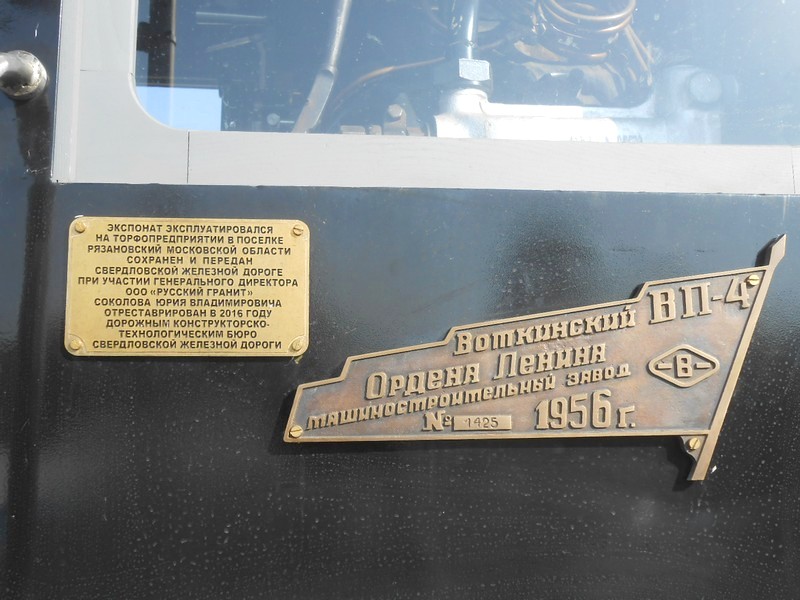 ЭКСПОНАТ ЭКСПЛУАТИРОВАЛСЯ
НА ТОРФОПРЕДПРИЯТИИ В ПОСЕЛКЕ
РЯЗАНОВСКИЙ МОСКОВСКОЙ ОБЛАСТИ
СОХРАНЕН И ПЕРЕДАН
СВЕРДЛОВСКОЙ ЖЕЛЕЗНОЙ ДОРОГЕ
ПРИ УЧАСТИИ ГЕНЕРАЛЬНОГО ДИРЕКТОРА
ООО «РУССКИЙ ГРАНИТ»
СОКОЛОВА ЮРИЯ ВЛАДИМИРОВИЧА
ОТРЕСТАВРИРОВАН В 2016 ГОДУ
ДОРОЖНЫМ КОНСТРУКТОРСКО-
ТЕХНОЛОГИЧЕСКИМ БЮРО
СВЕРДЛОВСКОЙ ЖЕЛЕЗНОЙ ДОРОГИ
Воткинский ВП-4
Ордена Ленина
машиностроительный завод
-В-
№ 1425 1956 г.